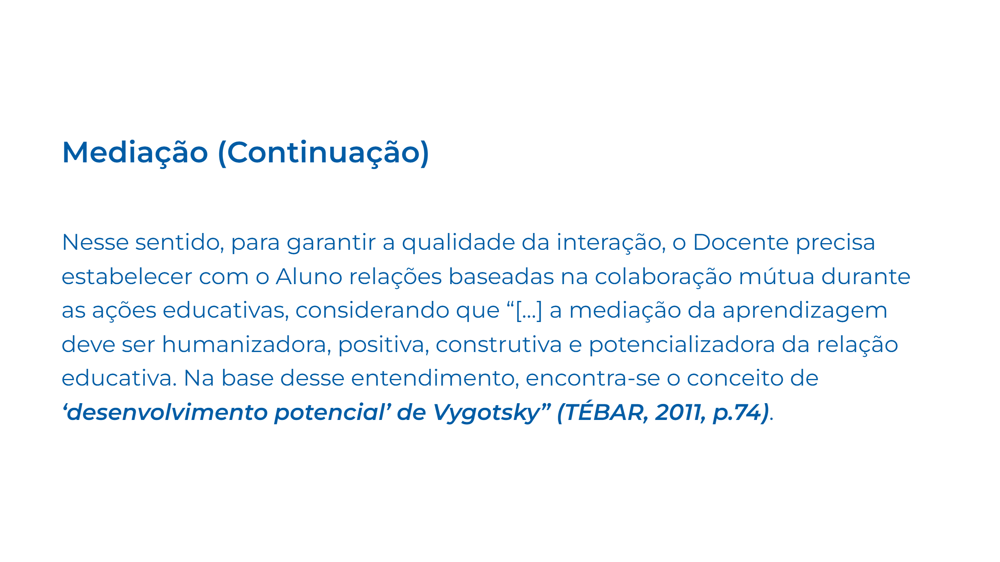 Mediação (Continuação)
Nesse sentido, para garantir a qualidade da interação, o Docente precisa
estabelecer com o Aluno relações baseadas na colaboração mútua durante
as ações educativas, considerando que “[...] a mediação da aprendizagem
deve ser humanizadora, positiva, construtiva e potencializadora da relação
educativa. Na base desse entendimento, encontra-se o conceito de
‘desenvolvimento potencial’ de Vygotsky” (TÉBAR, 2011, p.74).